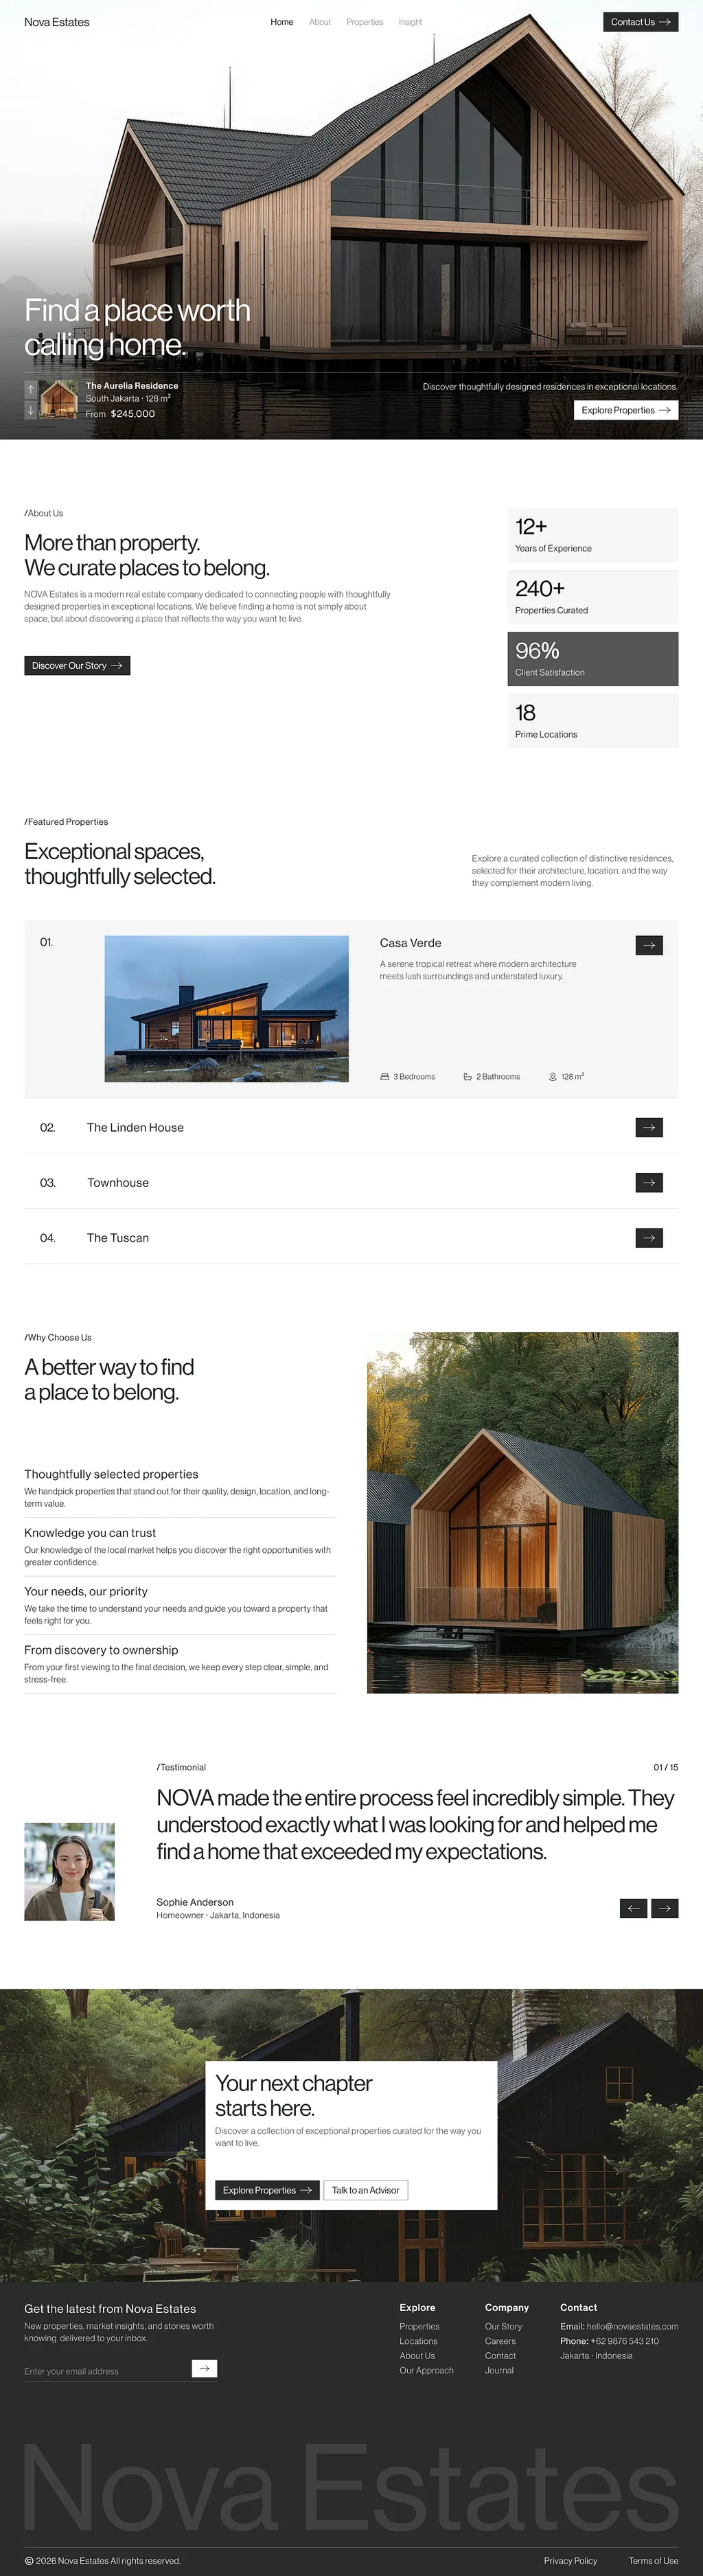 Nova Estates
Home About Properties Insight
Contact Us
Find a place worth
calling home.
The Aurelia Residence
South Jakarta · 128 m²
From $245,000
Discover thoughtfully designed residences in exceptional locations.
Explore Properties
/About Us
More than property.
We curate places to belong.
NOVA Estates is a modern real estate company dedicated to connecting people with thoughtfully
designed properties in exceptional locations. We believe finding a home is not simply about
space, but about discovering a place that reflects the way you want to live.
Discover Our Story
12+
Years of Experience
240+
Properties Curated
96%
Client Satisfaction
18
Prime Locations
/Featured Properties
Exceptional spaces,
thoughtfully selected.
Explore a curated collection of distinctive residences,
selected for their architecture, location, and the way
they complement modern living.
01.
Casa Verde
A serene tropical retreat where modern architecture
meets lush surroundings and understated luxury.
3 Bedrooms 2 Bathrooms 128 m²
02. The Linden House
03. Townhouse
04. The Tuscan
/Why Choose Us
A better way to find
a place to belong.
Thoughtfully selected properties
We handpick properties that stand out for their quality, design, location, and long-
term value.
Knowledge you can trust
Our knowledge of the local market helps you discover the right opportunities with
greater confidence.
Your needs, our priority
We take the time to understand your needs and guide you toward a property that
feels right for you.
From discovery to ownership
From your first viewing to the final decision, we keep every step clear, simple, and
stress-free.
/Testimonial
01 / 15
NOVA made the entire process feel incredibly simple. They
understood exactly what I was looking for and helped me
find a home that exceeded my expectations.
Sophie Anderson
Homeowner · Jakarta, Indonesia
Your next chapter
starts here.
Discover a collection of exceptional properties curated for the way you
want to live.
Explore Properties
Talk to an Advisor
Get the latest from Nova Estates
New properties, market insights, and stories worth
knowing delivered to your inbox.
Enter your email address
Explore
Properties
Locations
About Us
Our Approach
Company
Our Story
Careers
Contact
Journal
Contact
Email: hello@novaestates.com
Phone: +62 9876 543 210
Jakarta · Indonesia
Nova Estates
© 2026 Nova Estates All rights reserved.
Privacy Policy
Terms of Use